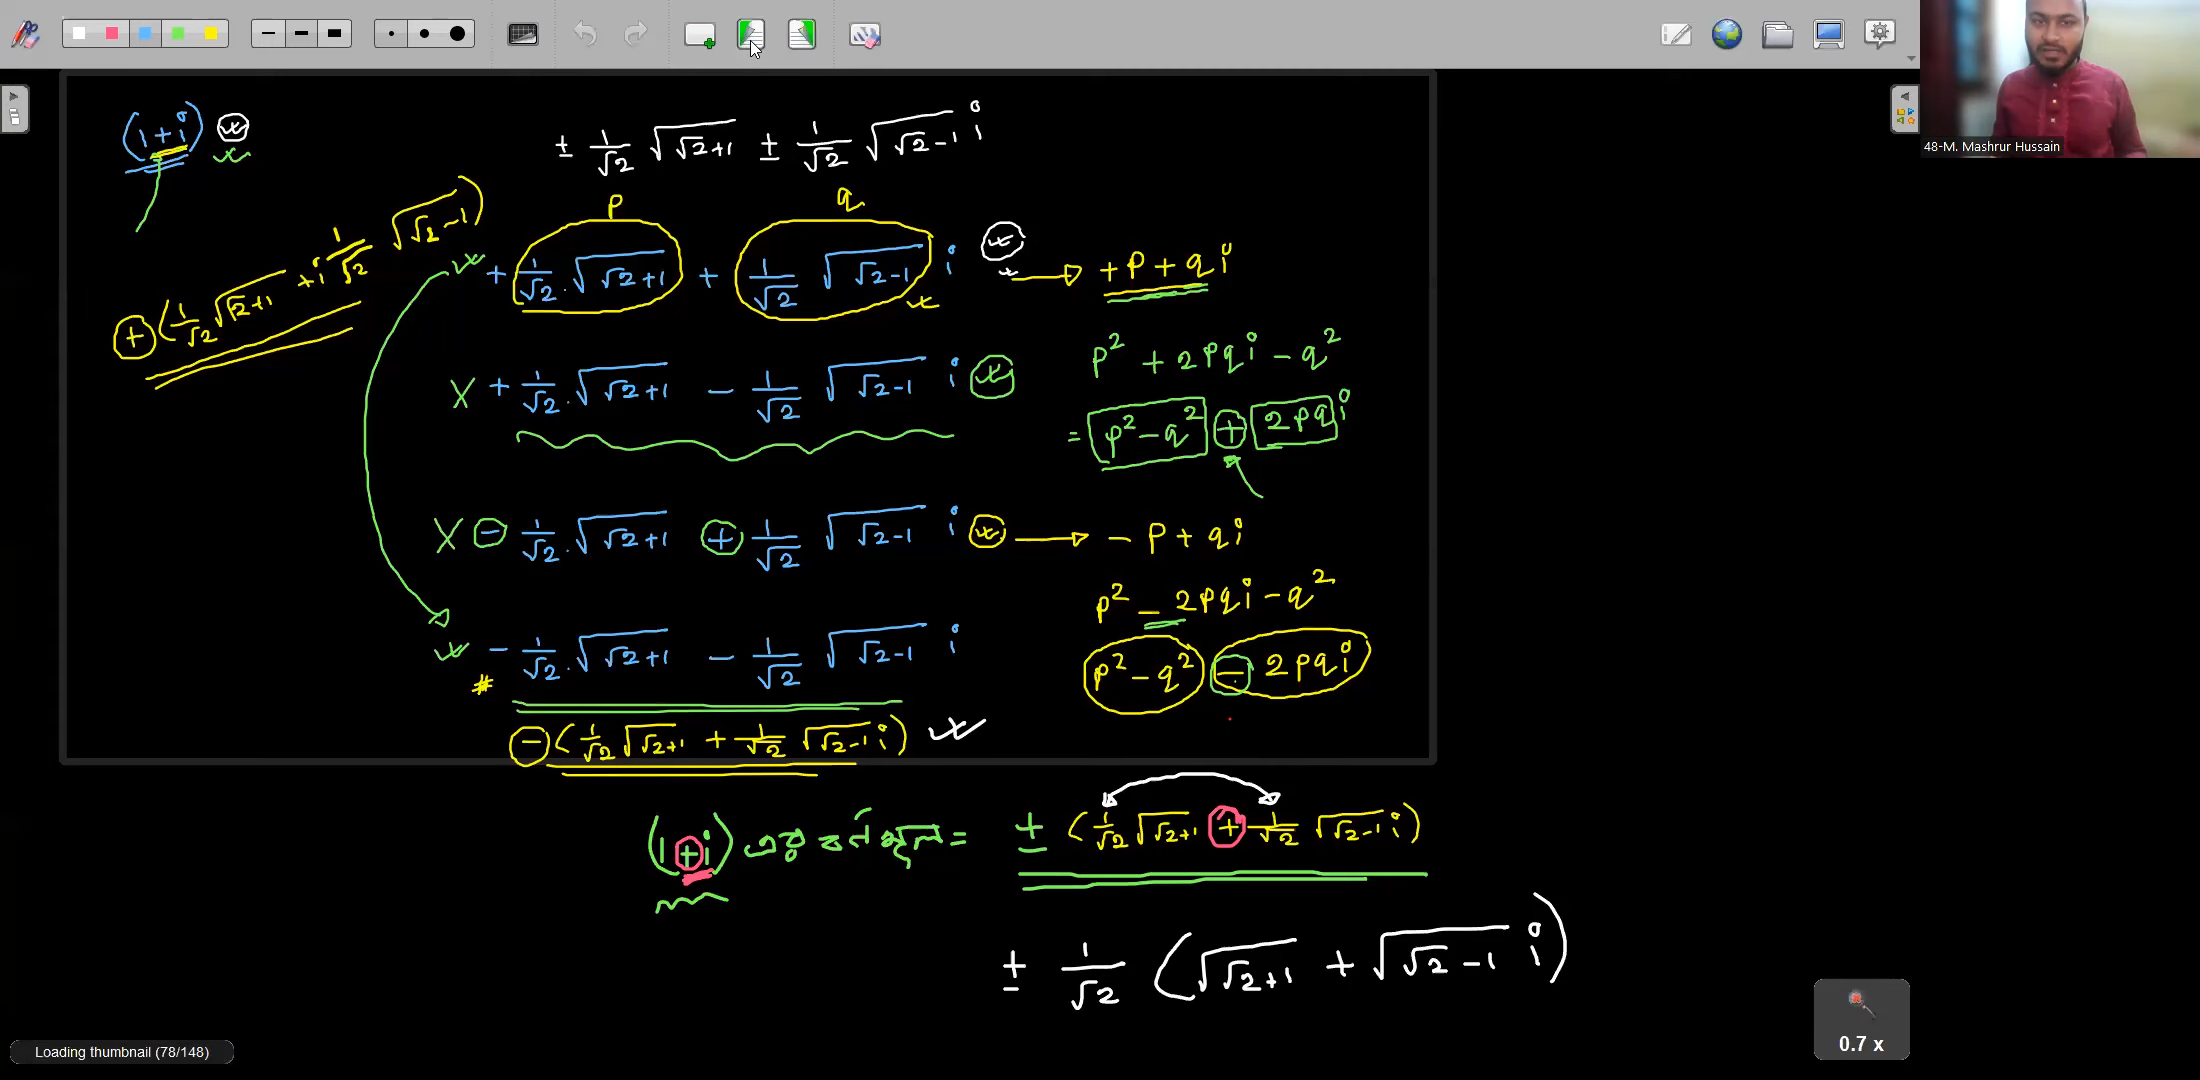 48-M. Mashrur Hussain
(1+i)
± 1/√2 √(√2+1) ± 1/√2 √(√2-1) i
p q
+ 1/√2 . √(√2+1) + 1/√2 √(√2-1) i → +p + qi
+ (1/√2 √(√2+1) + i 1/√2 √(√2-1))
p² + 2pqi - q²
X + 1/√2 . √(√2+1) - 1/√2 √(√2-1) i
= p² - q² + 2pqi
X - 1/√2 . √(√2+1) + 1/√2 √(√2-1) i → - p + qi
p² - 2pqi - q²
- 1/√2 . √(√2+1) - 1/√2 √(√2-1) i
#
p² - q² - 2pqi
- (1/√2 √(√2+1) + 1/√2 √(√2-1) i)
(1+i) এর বর্গমূল = ± (1/√2 √(√2+1) + 1/√2 √(√2-1) i)
± 1/√2 (√(√2+1) + √(√2-1) i)
Loading thumbnail (78/148)
0.7 x